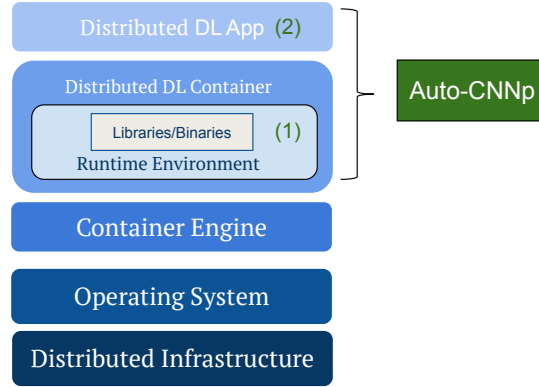 Distributed DL App (2)
Distributed DL Container
Libraries/Binaries (1)
Runtime Environment
Auto-CNNp
Container Engine
Operating System
Distributed Infrastructure